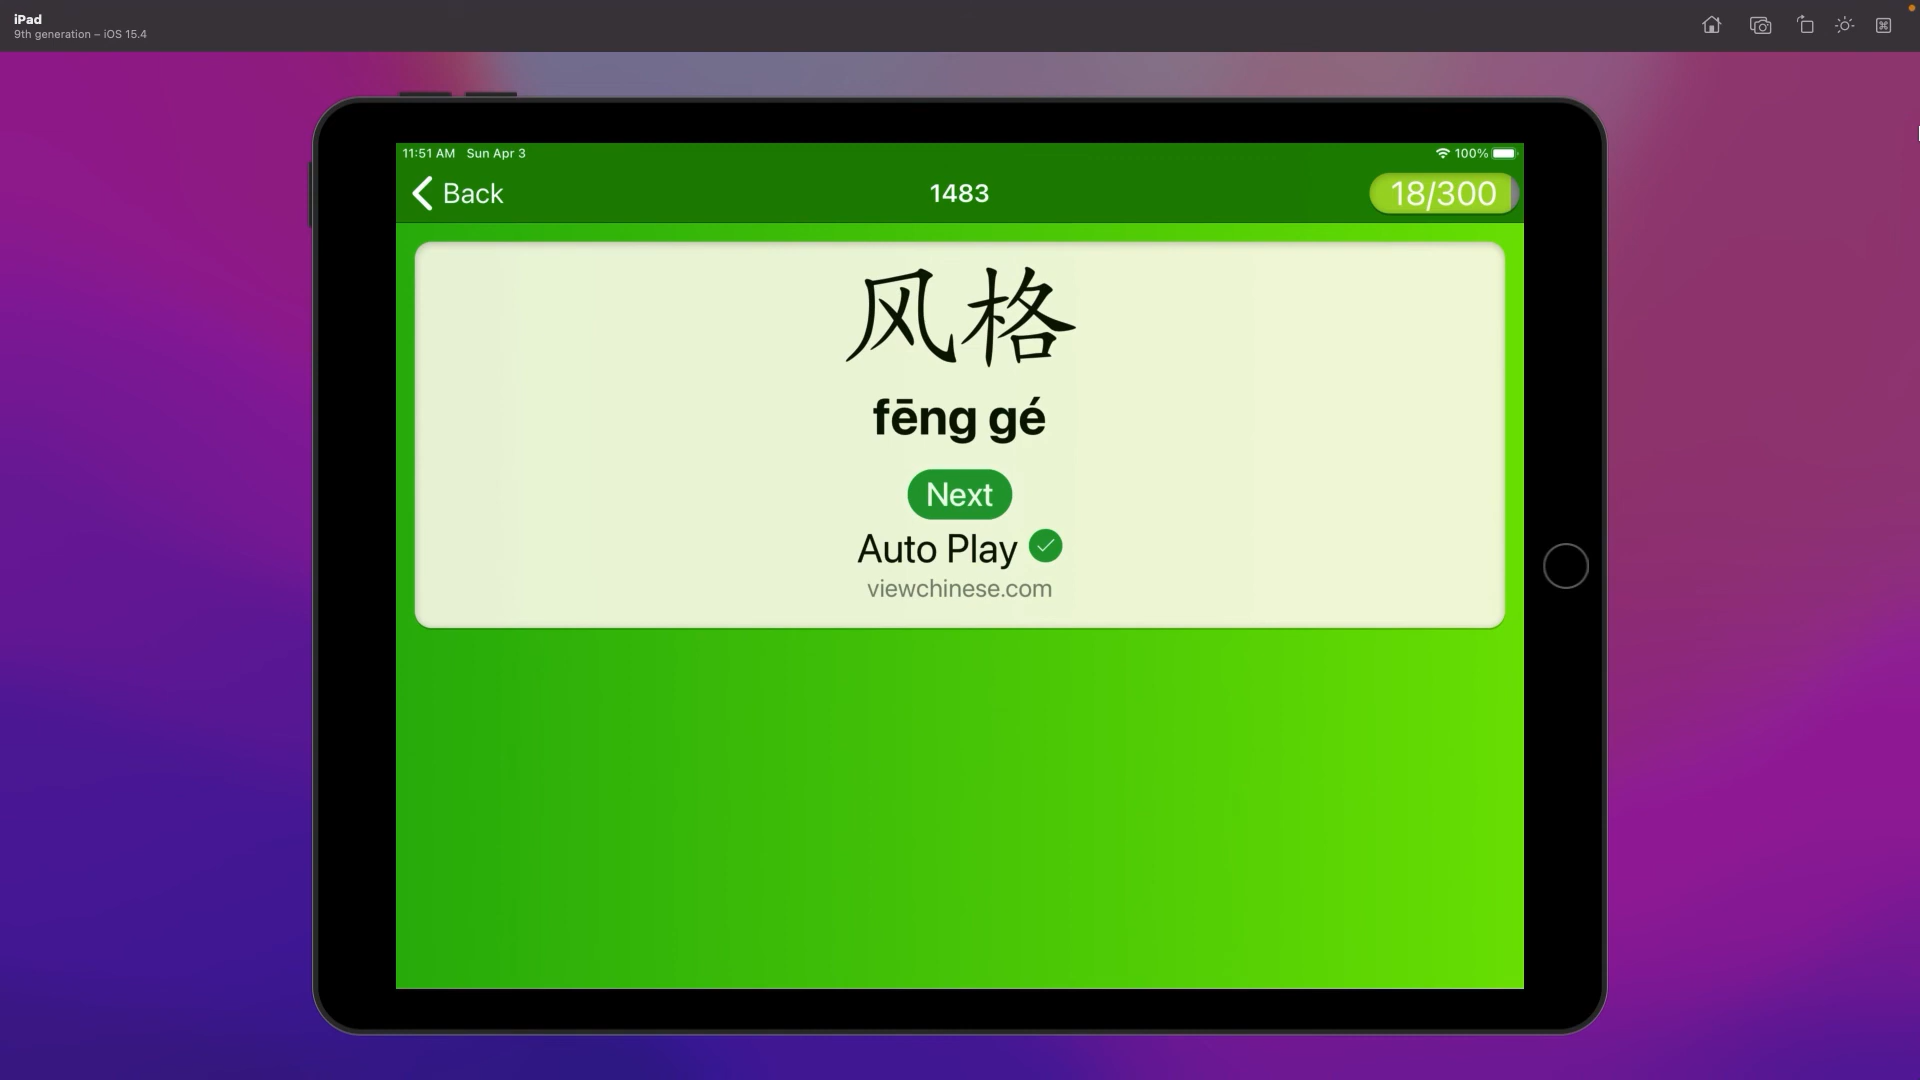 iPad
9th generation – iOS 15.4
11:51 AM Sun Apr 3
100%
Back
1483
18/300
风格
fēng gé
Next
Auto Play
viewchinese.com